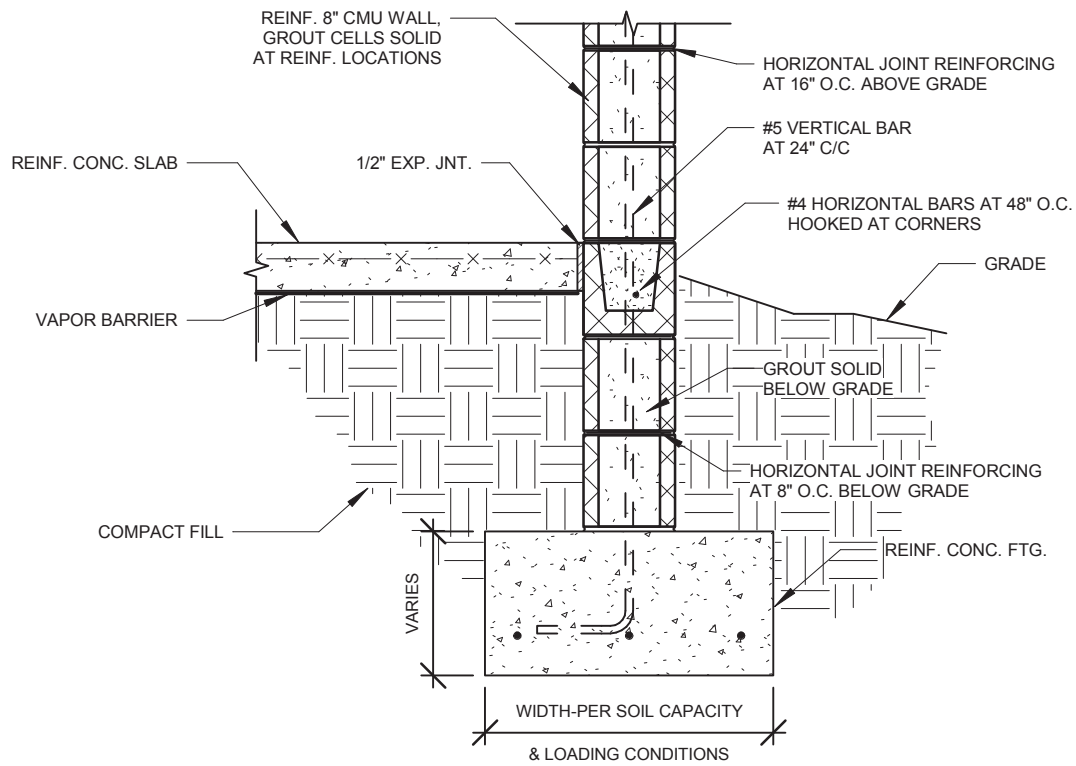 REINF. 8" CMU WALL,
GROUT CELLS SOLID
AT REINF. LOCATIONS
HORIZONTAL JOINT REINFORCING
AT 16" O.C. ABOVE GRADE
#5 VERTICAL BAR
AT 24" C/C
REINF. CONC. SLAB
1/2" EXP. JNT.
#4 HORIZONTAL BARS AT 48" O.C.
HOOKED AT CORNERS
GRADE
VAPOR BARRIER
GROUT SOLID
BELOW GRADE
HORIZONTAL JOINT REINFORCING
AT 8" O.C. BELOW GRADE
COMPACT FILL
REINF. CONC. FTG.
VARIES
WIDTH-PER SOIL CAPACITY
& LOADING CONDITIONS